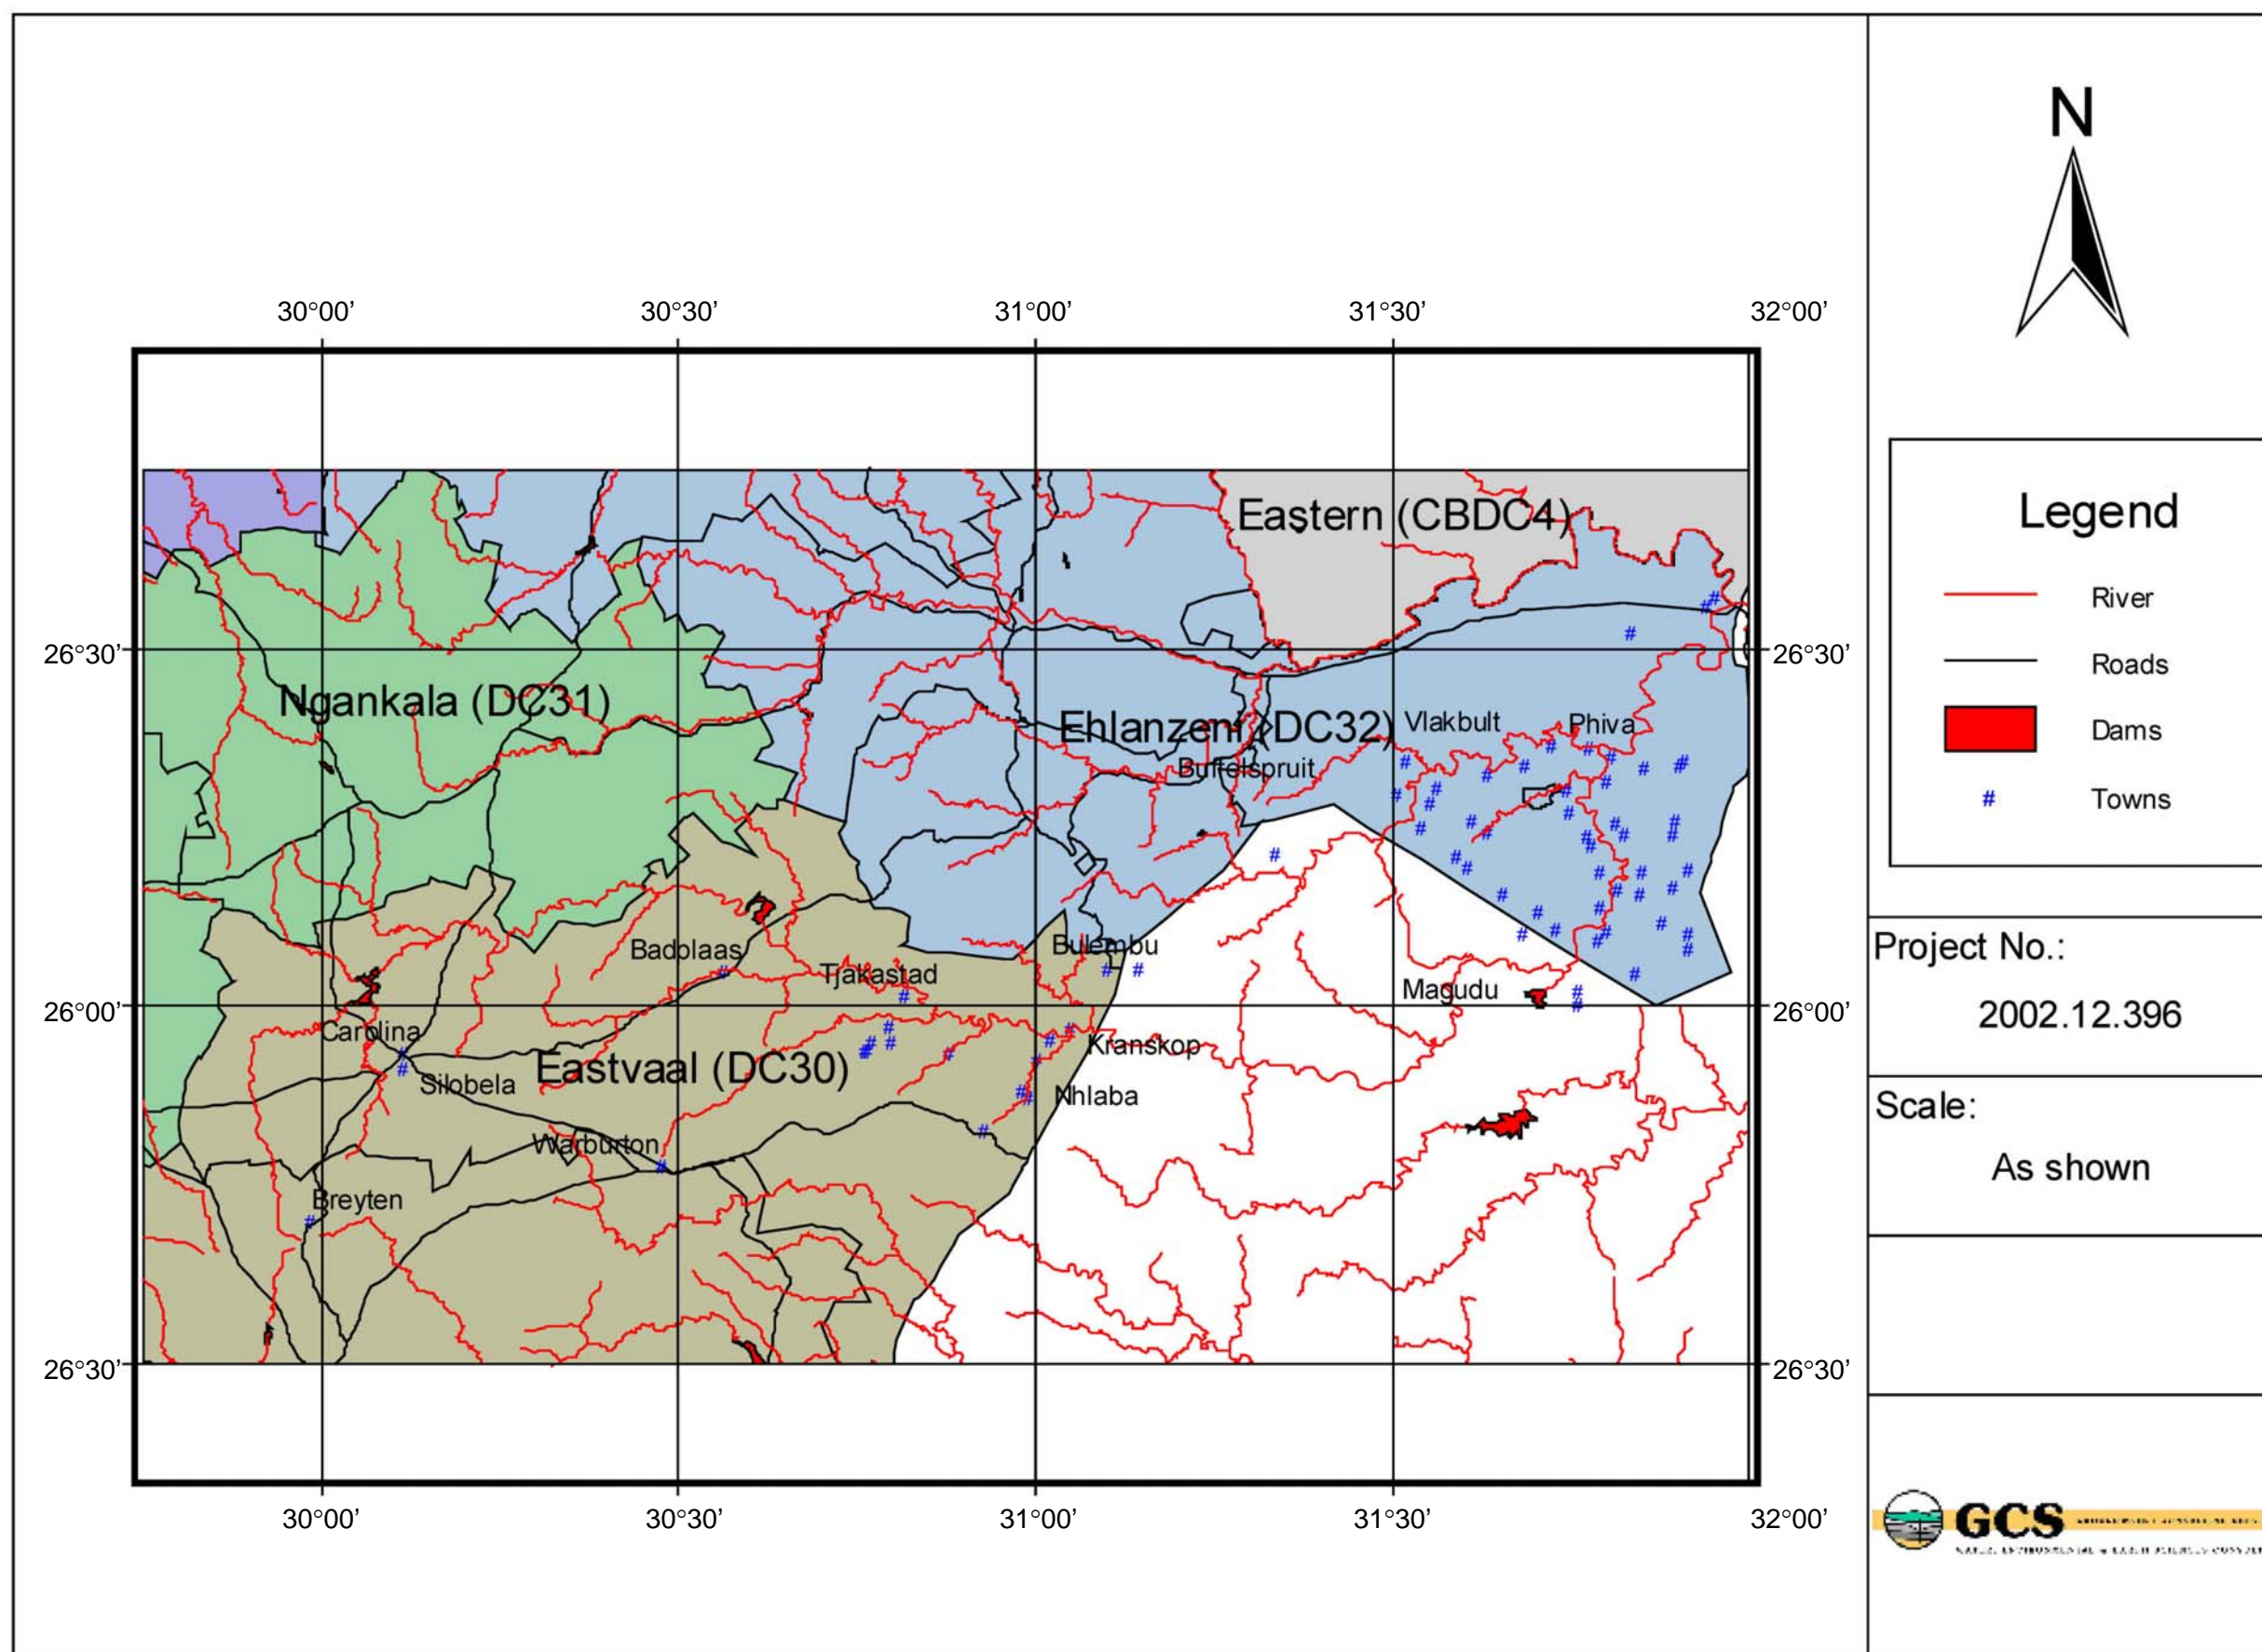 N
30°00’ 30°30’ 31°00’ 31°30’ 32°00’
Eastern (CBDC4)
26°30’ 26°30’
Ngankala (DC31)
Ehlanzeni (DC32)
Vlakbult
Phiva
Buffelspruit
Badplaas
Bulembu
Tjakastad
Magudu
26°00’ 26°00’
Carolina
Kranskop
Eastvaal (DC30)
Silobela
Nhlaba
Warburton
Breyten
26°30’ 26°30’
30°00’ 30°30’ 31°00’ 31°30’ 32°00’
Legend
River
Roads
Dams
# Towns
Project No.:
2002.12.396
Scale:
As shown
GCS